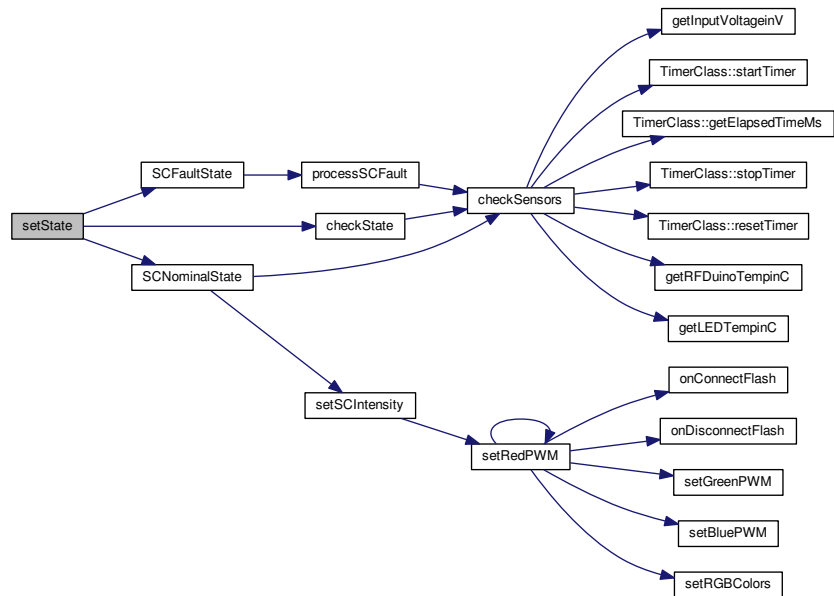 getInputVoltageinV
TimerClass::startTimer
TimerClass::getElapsedTimeMs
SCFaultState
processSCFault
TimerClass::stopTimer
checkSensors
setState
checkState
TimerClass::resetTimer
SCNominalState
getRFDuinoTempinC
getLEDTempinC
onConnectFlash
setSCIntensity
onDisconnectFlash
setRedPWM
setGreenPWM
setBluePWM
setRGBColors